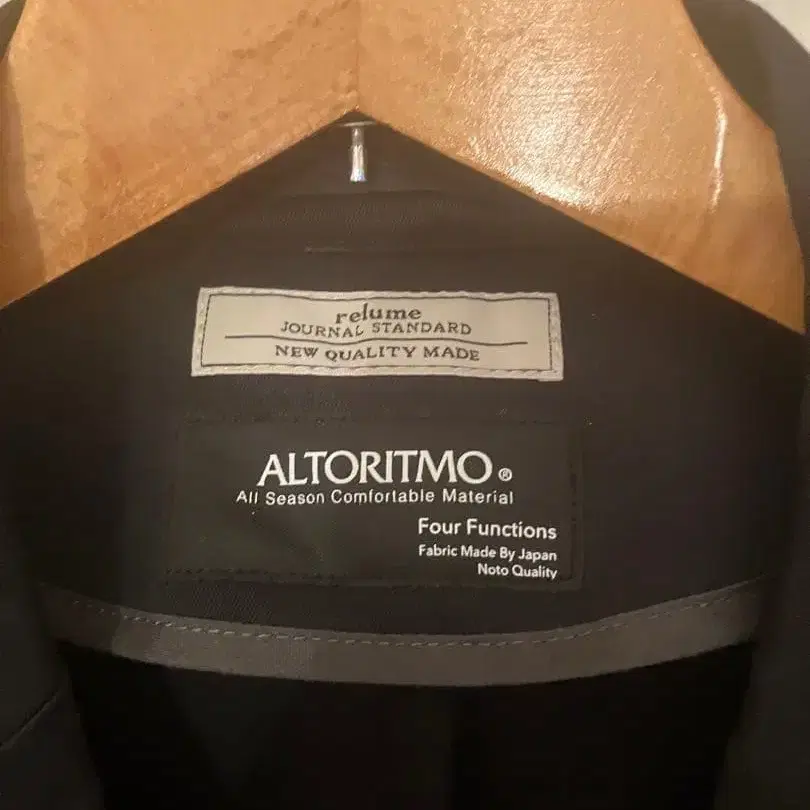 relume
JOURNAL STANDARD
NEW QUALITY MADE
ALTORITMO®
All Season Comfortable Material
Four Functions
Fabric Made By Japan
Noto Quality